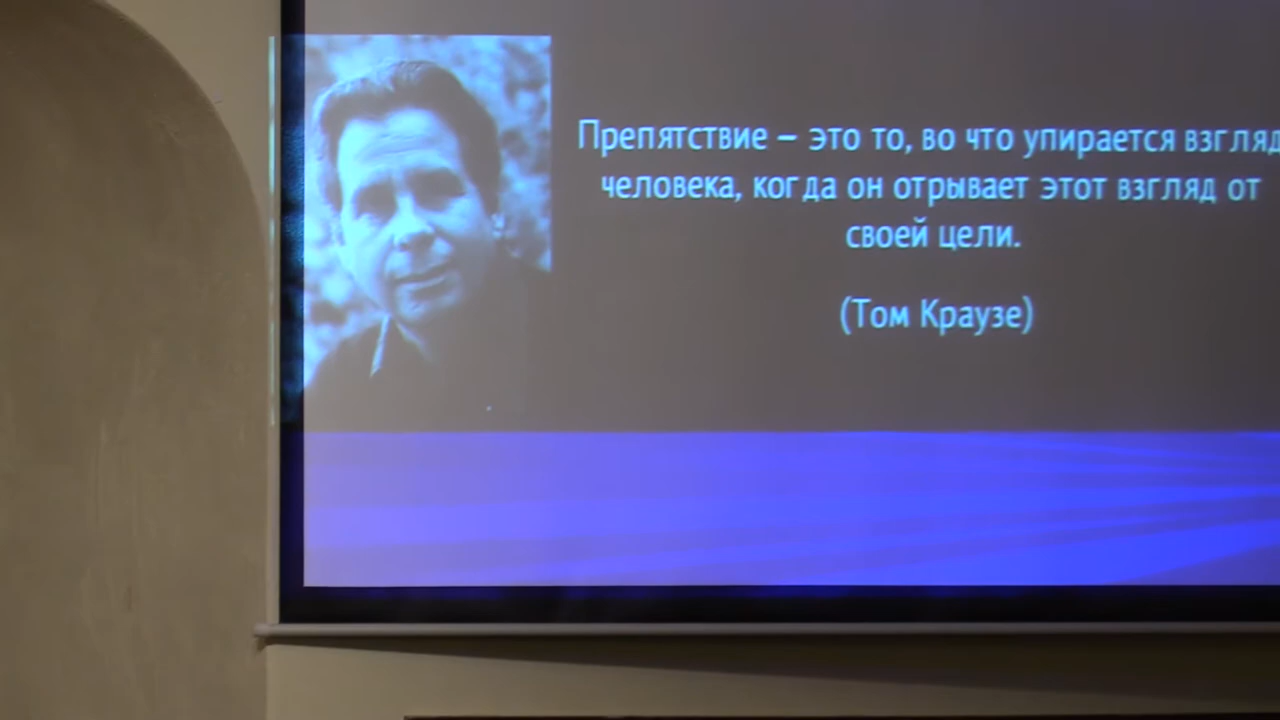 Препятствие – это то, во что упирается взгляд
человека, когда он отрывает этот взгляд от
своей цели.
(Том Краузе)